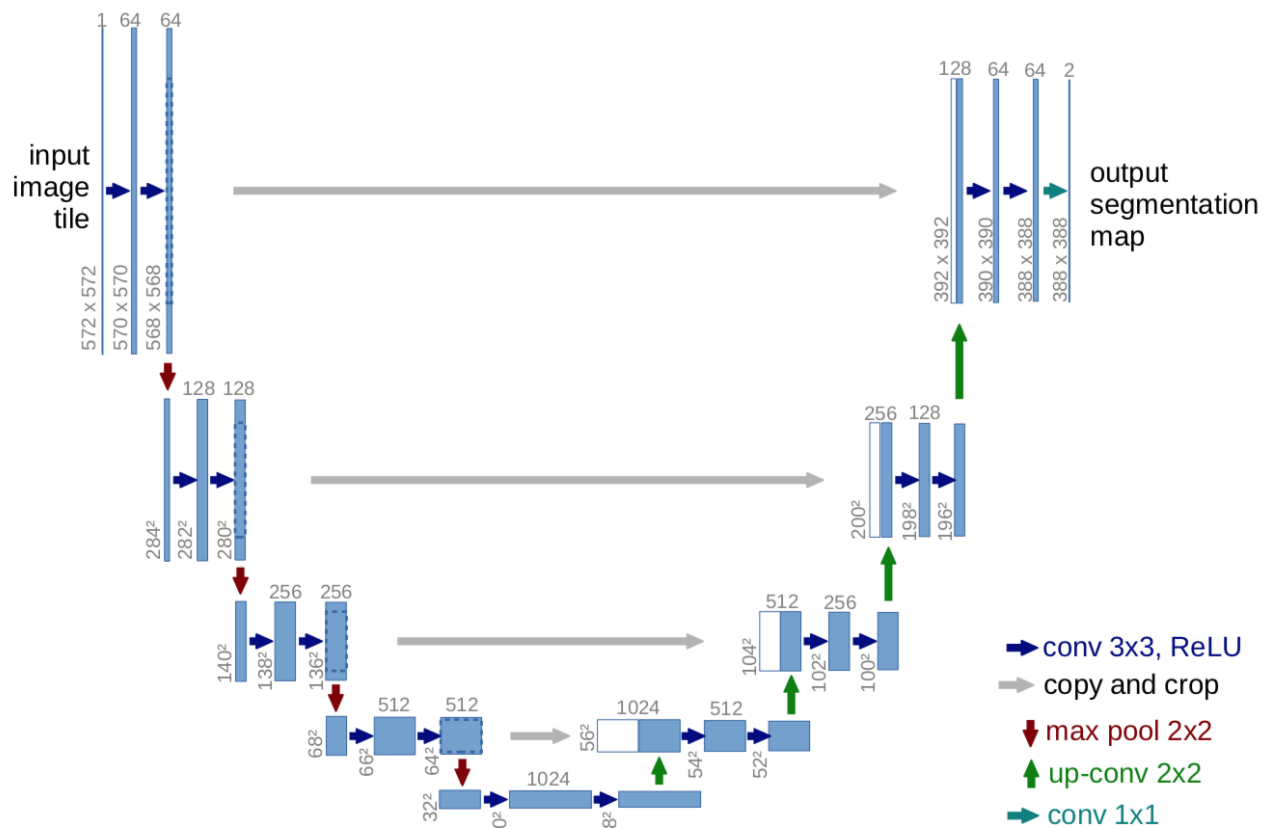 1 64 64
128 64 64 2
input
image
tile
output
segmentation
map
572 x 572
570 x 570
568 x 568
392 x 392
390 x 390
388 x 388
388 x 388
128 128
256 128
284²
282²
280²
200²
198²
196²
256 256
512 256
140²
138²
136²
104²
102²
100²
conv 3x3, ReLU
copy and crop
max pool 2x2
up-conv 2x2
conv 1x1
512 512
1024 512
68²
66²
64²
56²
54²
52²
1024
32²
0²
8²